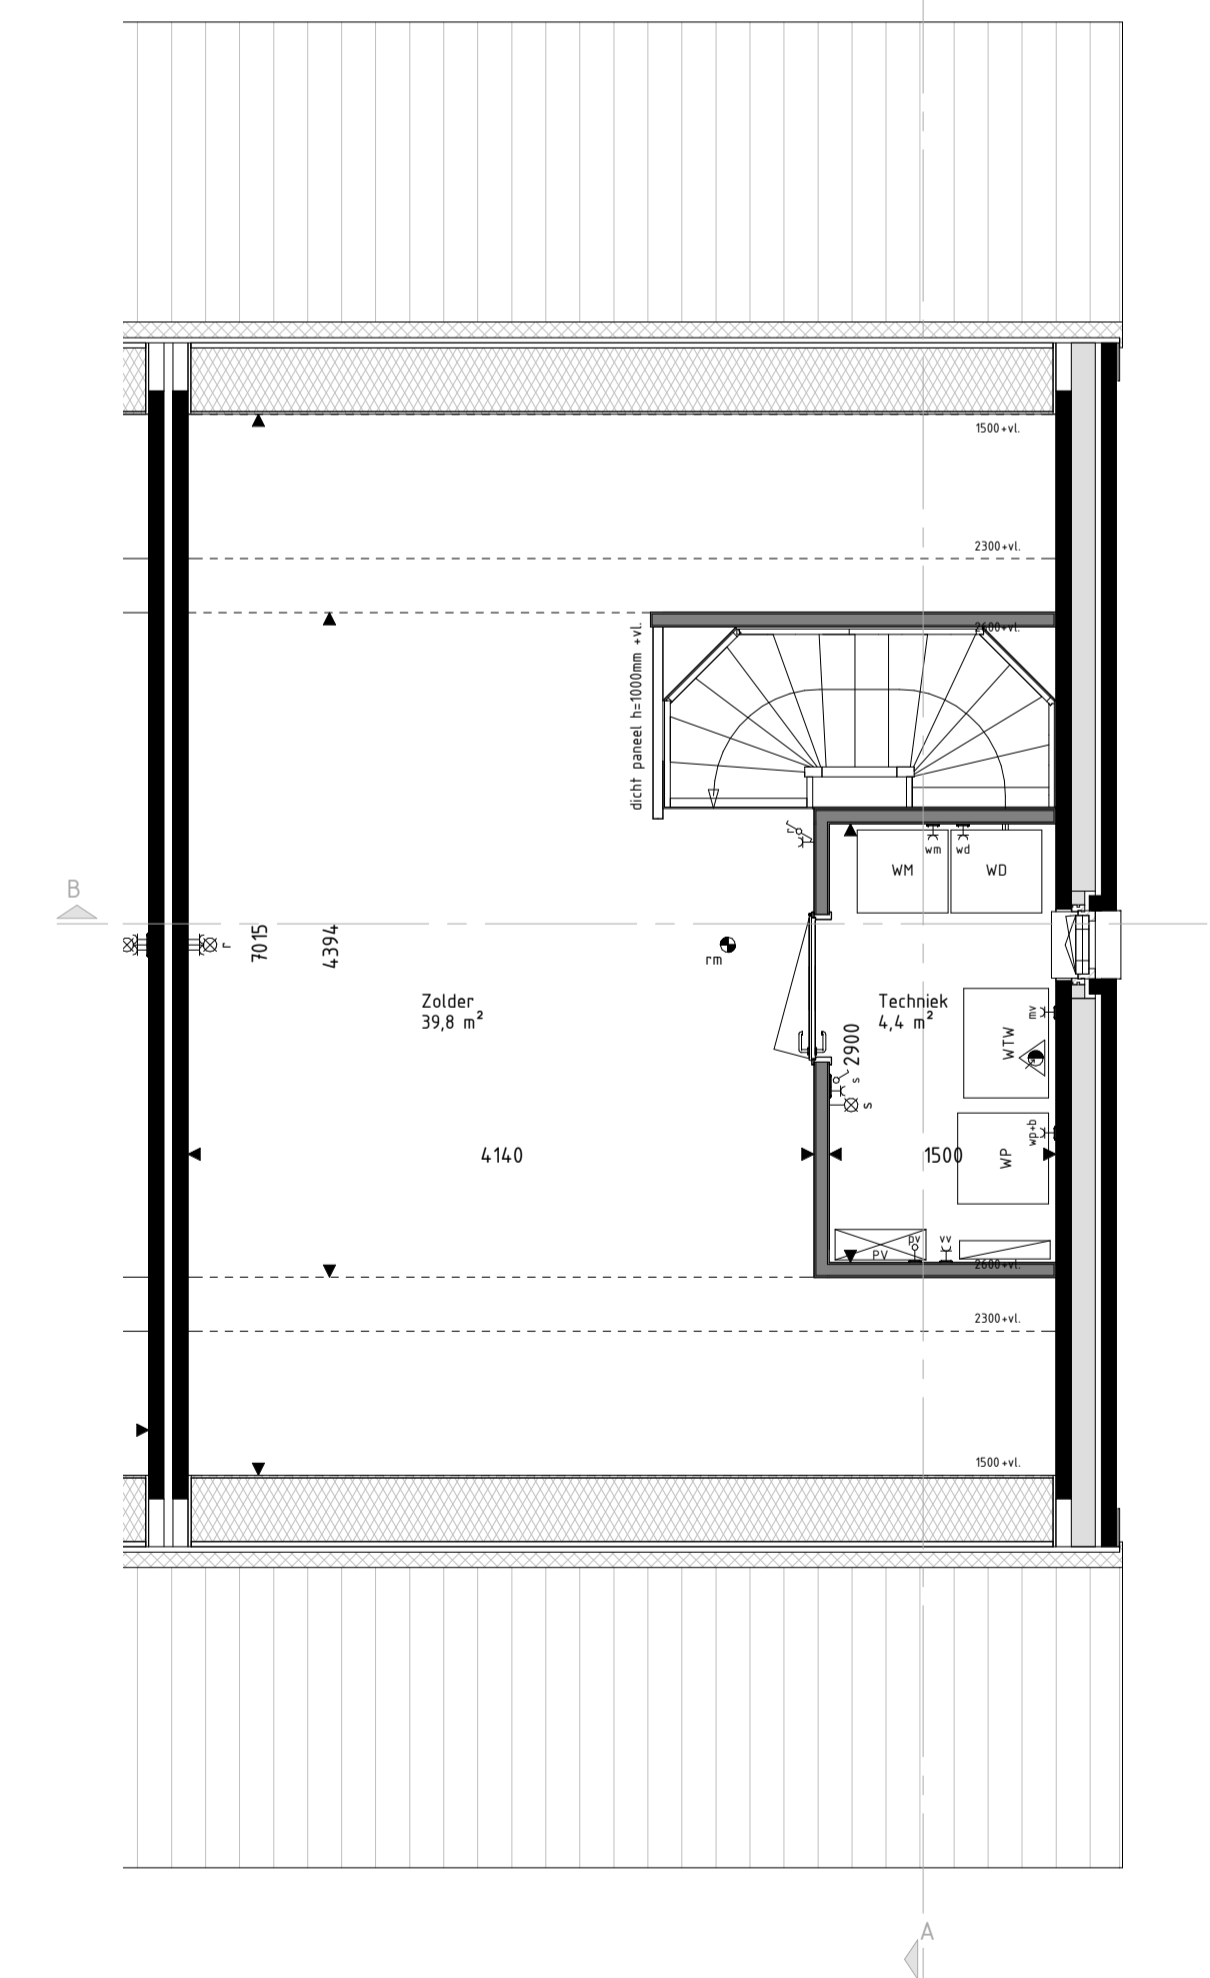 1500+vl.
2300+vl.
2600+vl.
dicht paneel h=1000mm +vl.
r
wm
wd
WM
WD
B
7015
4394
r
rm
Zolder
39,8 m²
Techniek
4,4 m²
2900
mv
WTW
s
s
wp+b
WP
4140
1500
pv
vv
PV
2600+vl.
2300+vl.
1500+vl.
A